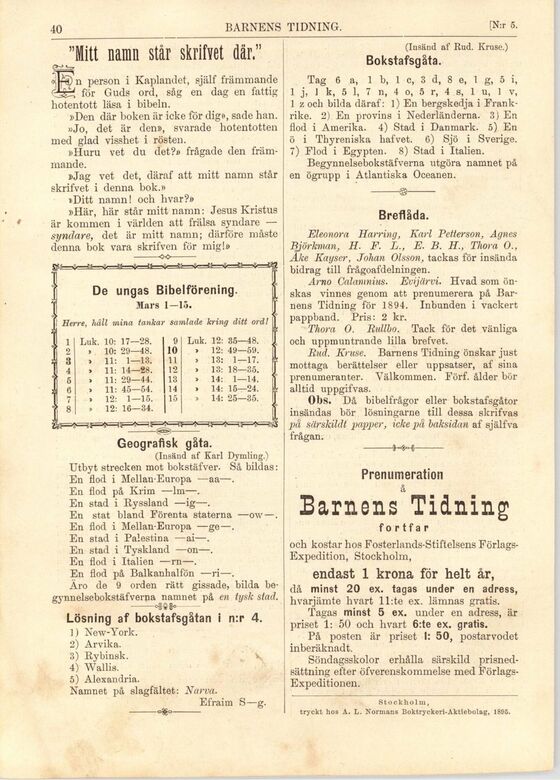 40
BARNENS TIDNING.
[N:r 5.
"Mitt namn står skrifvet där."
En person i Kaplandet, själf främmande
för Guds ord, såg en dag en fattig
hotentott läsa i bibeln.
»Den där boken är icke för dig», sade han.
»Jo, det är den», svarade hotentotten
med glad visshet i rösten.
»Huru vet du det?» frågade den främ-
mande.
»Jag vet det, däraf att mitt namn står
skrifvet i denna bok.»
»Ditt namn! och hvar?»
»Här, här står mitt namn: Jesus Kristus
är kommen i världen att frälsa syndare —
syndare, det är mitt namn; därföre måste
denna bok vara skrifven för mig!»
De ungas Bibelförening.
Mars 1—15.
Herre, håll mina tankar samlade kring ditt ord!
1 Luk. 10: 17—28. 9 Luk. 12: 35—48.
2 » 10: 29—48. 10 » 12: 49—59.
3 » 11: 1—13. 11 » 13: 1—17.
4 » 11: 14—28. 12 » 13: 18—35.
5 » 11: 29—44. 13 » 14: 1—14.
6 » 11: 45—54. 14 » 14: 15—24.
7 » 12: 1—15. 15 » 14: 25—35.
8 » 12: 16—34.
Geografisk gåta.
(Insänd af Karl Dymling.)
Utbyt strecken mot bokstäfver. Så bildas:
En flod i Mellan-Europa —aa—.
En flod på Krim —lm—.
En stad i Ryssland —ig—.
En stat bland Förenta staterna —ow—.
En flod i Mellan-Europa —ge—.
En stad i Palestina —ai—.
En stad i Tyskland —on—.
En flod i Italien —rn—.
En flod på Balkanhalfön —ri—.
Äro de 9 orden rätt gissade, bilda be-
gynnelsebokstäfverna namnet på en tysk stad.
Lösning af bokstafsgåtan i n:r 4.
1) New-York.
2) Arvika.
3) Rybinsk.
4) Wallis.
5) Alexandria.
Namnet på slagfältet: Narva.
Efraim S—g.
(Insänd af Rud. Kruse.)
Bokstafsgåta.
Tag 6 a, 1 b, 1 c, 3 d, 8 e, 1 g, 5 i,
1 j, 1 k, 5 l, 7 n, 4 o, 5 r, 4 s, 1 u, 1 v,
1 z och bilda däraf: 1) En bergskedja i Frank-
rike. 2) En provins i Nederländerna. 3) En
flod i Amerika. 4) Stad i Danmark. 5) En
ö i Thyreniska hafvet. 6) Sjö i Sverige.
7) Flod i Egypten. 8) Stad i Italien.
Begynnelsebokstäfverna utgöra namnet på
en ögrupp i Atlantiska Oceanen.
Breflåda.
Eleonora Harring, Karl Petterson, Agnes
Björkman, H. F. L., E. B. H., Thora O.,
Åke Kayser, Johan Olsson, tackas för insända
bidrag till frågoafdelningen.
Arno Calamnius. Evijärvi. Hvad som ön-
skas vinnes genom att prenumerera på Bar-
nens Tidning för 1894. Inbunden i vackert
pappband. Pris: 2 kr.
Thora O. Rullbo. Tack för det vänliga
och uppmuntrande lilla brefvet.
Rud. Kruse. Barnens Tidning önskar just
mottaga berättelser eller uppsatser, af sina
prenumeranter. Välkommen. Förf. ålder bör
alltid uppgifvas.
Obs. Då bibelfrågor eller bokstafsgåtor
insändas bör lösningarne till dessa skrifvas
på särskildt papper, icke på baksidan af själfva
frågan.
Prenumeration
å
Barnens Tidning
fortfar
och kostar hos Fosterlands-Stiftelsens Förlags-
Expedition, Stockholm,
endast 1 krona för helt år,
då minst 20 ex. tagas under en adress,
hvarjämte hvart 11:te ex. lämnas gratis.
Tagas minst 5 ex. under en adress, är
priset 1: 50 och hvart 6:te ex. gratis.
På posten är priset 1: 50, postarvodet
inberäknadt.
Söndagsskolor erhålla särskild prisned-
sättning efter öfverenskommelse med Förlags-
Expeditionen.
Stockholm,
tryckt hos A. L. Normans Boktryckeri-Aktiebolag, 1895.